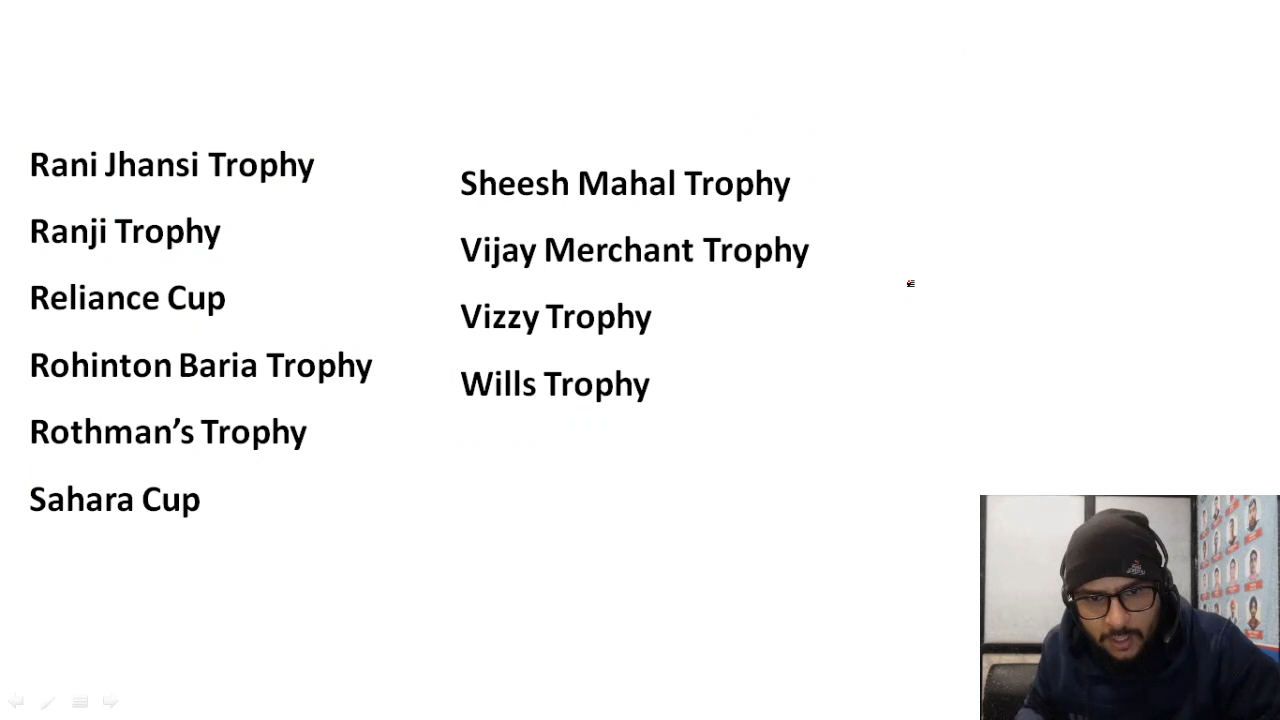 Rani Jhansi Trophy
Ranji Trophy
Reliance Cup
Rohinton Baria Trophy
Rothman’s Trophy
Sahara Cup
Sheesh Mahal Trophy
Vijay Merchant Trophy
Vizzy Trophy
Wills Trophy